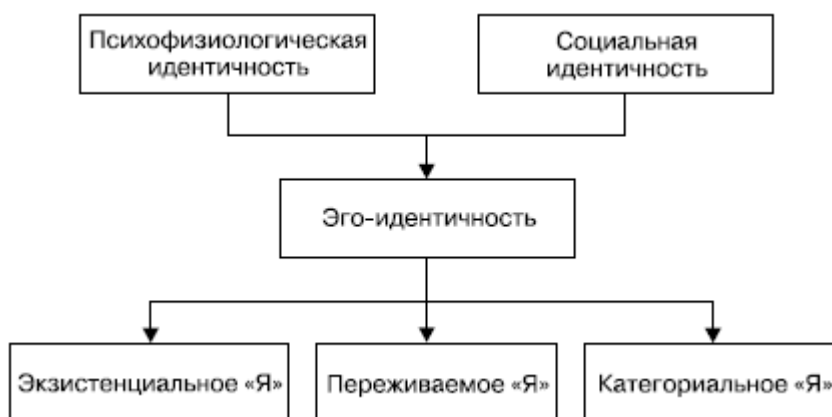 Психофизиологическая
идентичность
Социальная
идентичность
Эго-идентичность
Экзистенциальное «Я»
Переживаемое «Я»
Категориальное «Я»